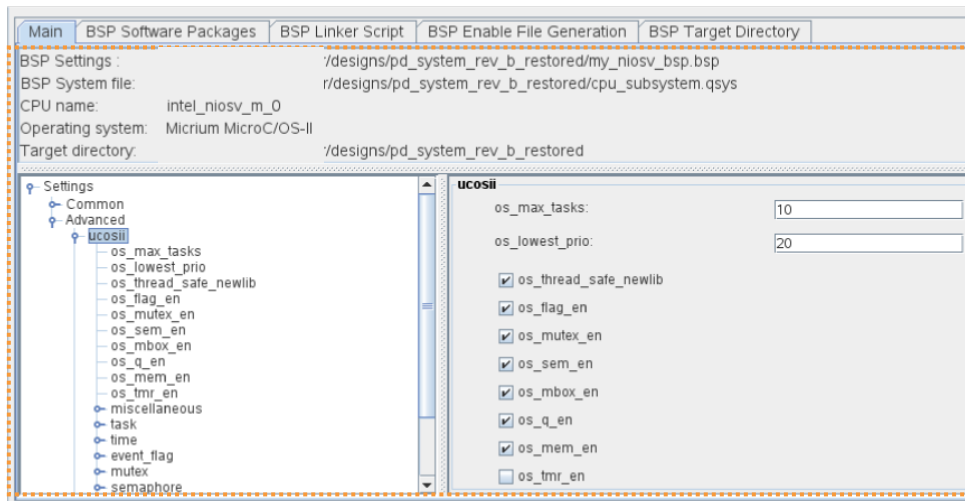 Main BSP Software Packages BSP Linker Script BSP Enable File Generation BSP Target Directory
BSP Settings : r/designs/pd_system_rev_b_restored/my_niosv_bsp.bsp
BSP System file: r/designs/pd_system_rev_b_restored/cpu_subsystem.qsys
CPU name: intel_niosv_m_0
Operating system: Micrium MicroC/OS-II
Target directory: r/designs/pd_system_rev_b_restored
Settings
Common
Advanced
ucosii
os_max_tasks
os_lowest_prio
os_thread_safe_newlib
os_flag_en
os_mutex_en
os_sem_en
os_mbox_en
os_q_en
os_mem_en
os_tmr_en
miscellaneous
task
time
event_flag
mutex
semaphore
ucosii
os_max_tasks: 10
os_lowest_prio: 20
os_thread_safe_newlib
os_flag_en
os_mutex_en
os_sem_en
os_mbox_en
os_q_en
os_mem_en
os_tmr_en